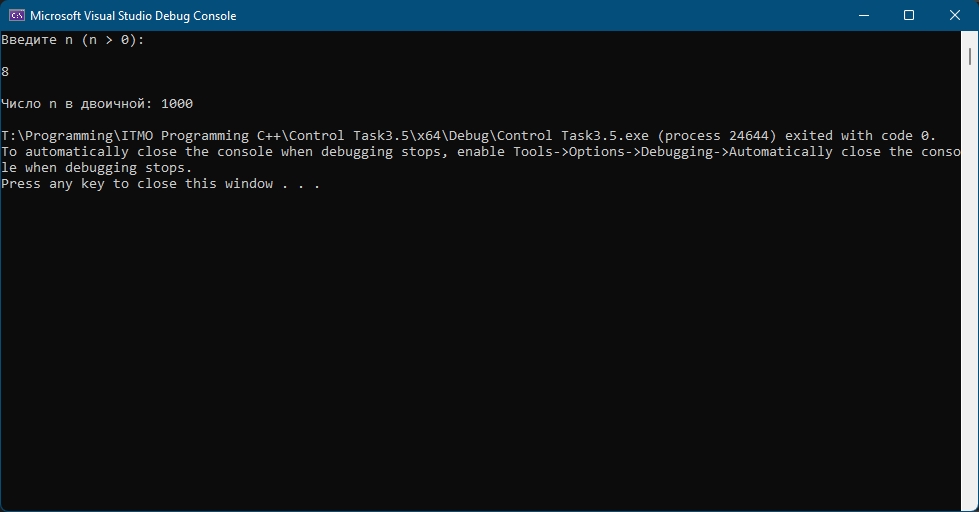 Microsoft Visual Studio Debug Console
Введите n (n > 0):
8
Число n в двоичной: 1000
T:\Programming\ITMO Programming C++\Control Task3.5\x64\Debug\Control Task3.5.exe (process 24644) exited with code 0.
To automatically close the console when debugging stops, enable Tools->Options->Debugging->Automatically close the conso
le when debugging stops.
Press any key to close this window . . .